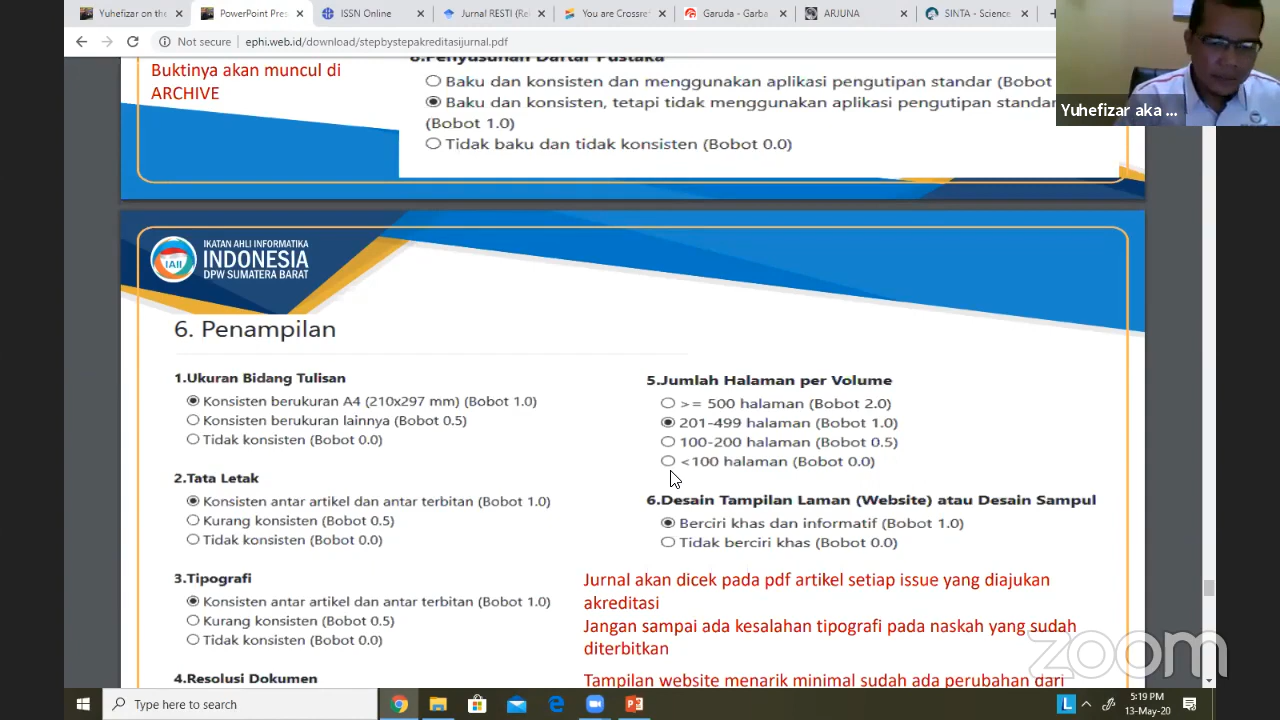 Yuhefizar on the
PowerPoint Pres
ISSN Online
Jurnal RESTI (Re
You are Crossre
Garuda - Garba
ARJUNA
SINTA - Science
Not secure
ephi.web.id/download/stepbystepakreditasijurnal.pdf
Yuhefizar aka ...
Buktinya akan muncul di
ARCHIVE
8.Penyusunan Daftar Pustaka
Baku dan konsisten dan menggunakan aplikasi pengutipan standar (Bobot
Baku dan konsisten, tetapi tidak menggunakan aplikasi pengutipan standar
(Bobot 1.0)
Tidak baku dan tidak konsisten (Bobot 0.0)
IAII
IKATAN AHLI INFORMATIKA
INDONESIA
DPW SUMATERA BARAT
6. Penampilan
1.Ukuran Bidang Tulisan
Konsisten berukuran A4 (210x297 mm) (Bobot 1.0)
Konsisten berukuran lainnya (Bobot 0.5)
Tidak konsisten (Bobot 0.0)
2.Tata Letak
Konsisten antar artikel dan antar terbitan (Bobot 1.0)
Kurang konsisten (Bobot 0.5)
Tidak konsisten (Bobot 0.0)
3.Tipografi
Konsisten antar artikel dan antar terbitan (Bobot 1.0)
Kurang konsisten (Bobot 0.5)
Tidak konsisten (Bobot 0.0)
4.Resolusi Dokumen
5.Jumlah Halaman per Volume
>= 500 halaman (Bobot 2.0)
201-499 halaman (Bobot 1.0)
100-200 halaman (Bobot 0.5)
<100 halaman (Bobot 0.0)
6.Desain Tampilan Laman (Website) atau Desain Sampul
Berciri khas dan informatif (Bobot 1.0)
Tidak berciri khas (Bobot 0.0)
Jurnal akan dicek pada pdf artikel setiap issue yang diajukan
akreditasi
Jangan sampai ada kesalahan tipografi pada naskah yang sudah
diterbitkan
Tampilan website menarik minimal sudah ada perubahan dari
zoom
Type here to search
L
5:19 PM
13-May-20